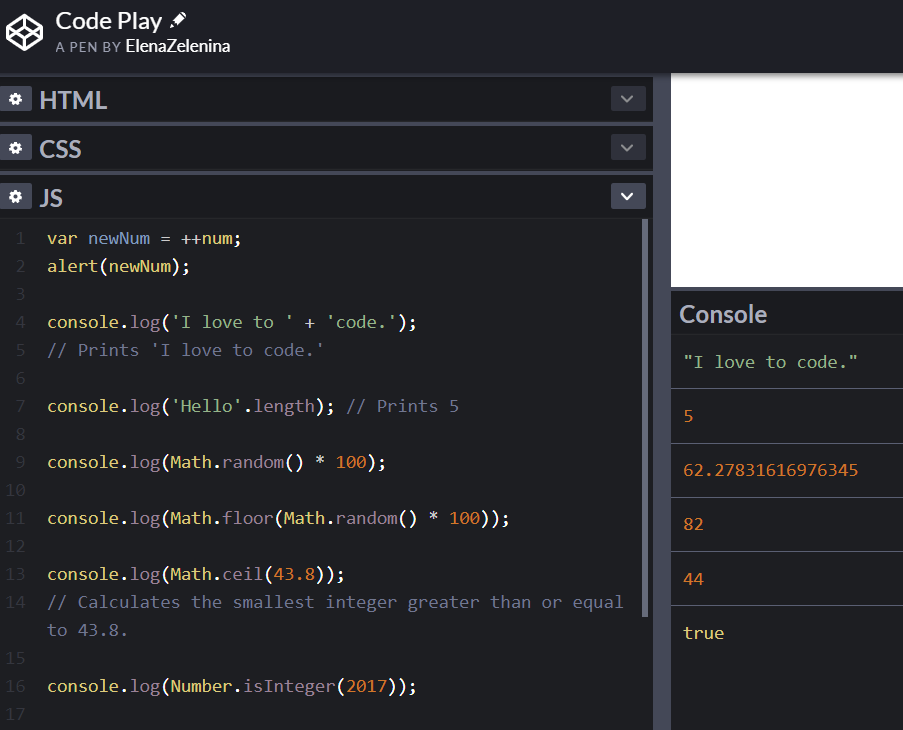 Code Play
A PEN BY ElenaZelenina
HTML
CSS
JS
1 var newNum = ++num;
2 alert(newNum);
3
4 console.log('I love to ' + 'code.');
5 // Prints 'I love to code.'
6
7 console.log('Hello'.length); // Prints 5
8
9 console.log(Math.random() * 100);
10
11 console.log(Math.floor(Math.random() * 100));
12
13 console.log(Math.ceil(43.8));
14 // Calculates the smallest integer greater than or equal
to 43.8.
15
16 console.log(Number.isInteger(2017));
17
Console
"I love to code."
5
62.27831616976345
82
44
true